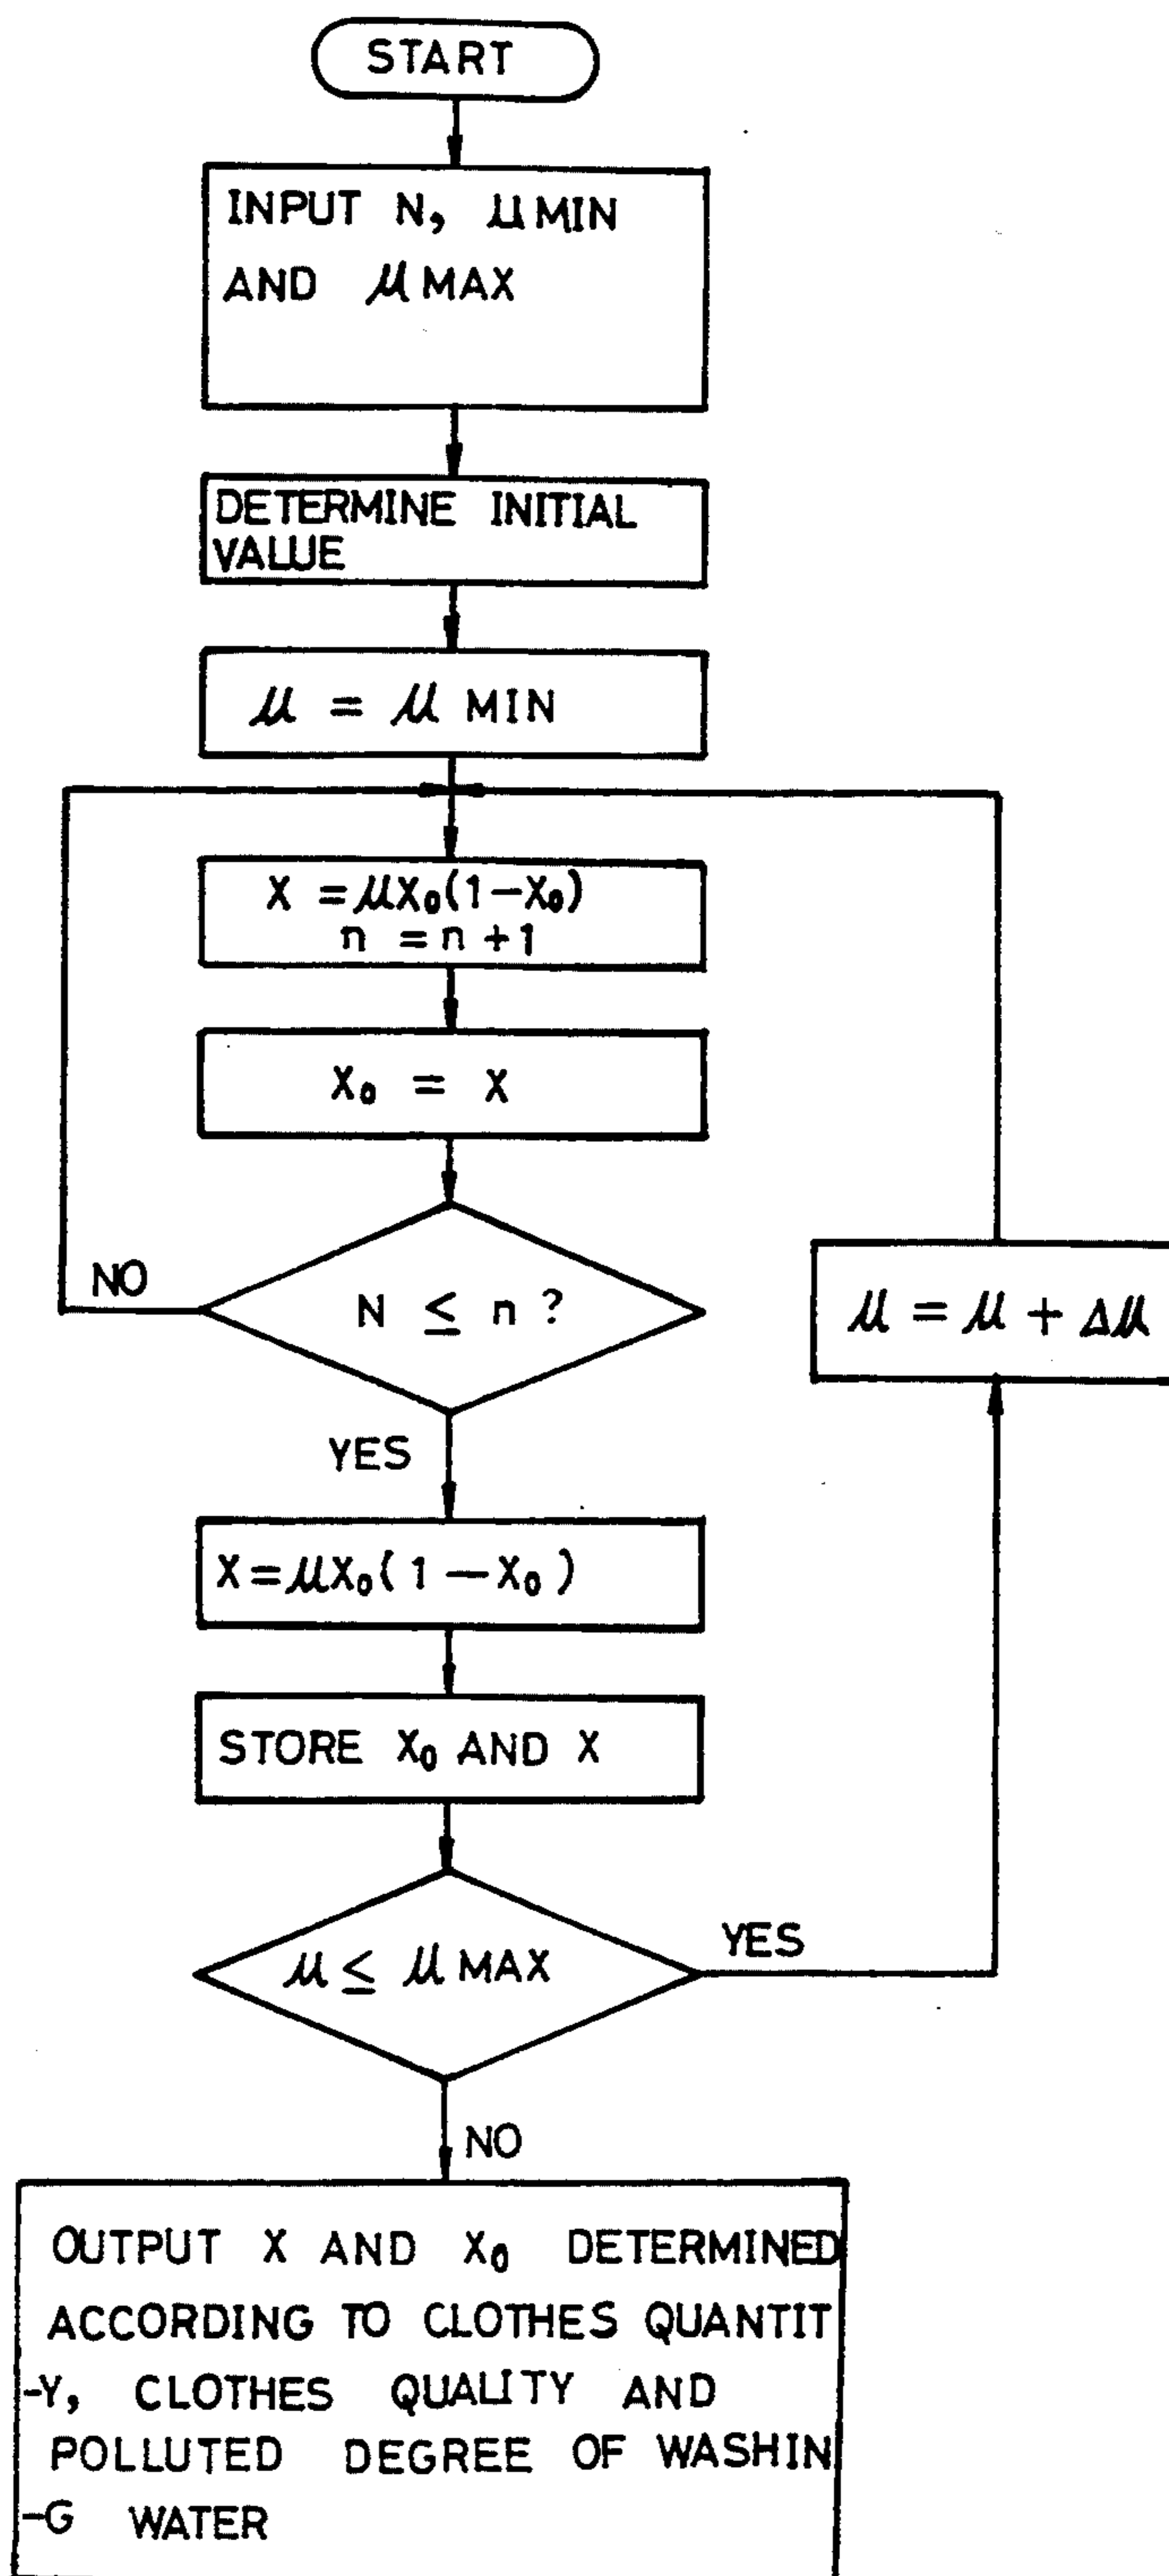 START
INPUT N, μ MIN
AND μ MAX
DETERMINE INITIAL
VALUE
μ = μ MIN
X = μX₀(1-X₀)
n = n + 1
X₀ = X
NO
N ≤ n ?
μ = μ + Δμ
YES
X = μX₀( 1 - X₀ )
STORE X₀ AND X
YES
μ ≤ μ MAX
NO
OUTPUT X AND X₀ DETERMINED
ACCORDING TO CLOTHES QUANTIT
-Y, CLOTHES QUALITY AND
POLLUTED DEGREE OF WASHIN
-G WATER